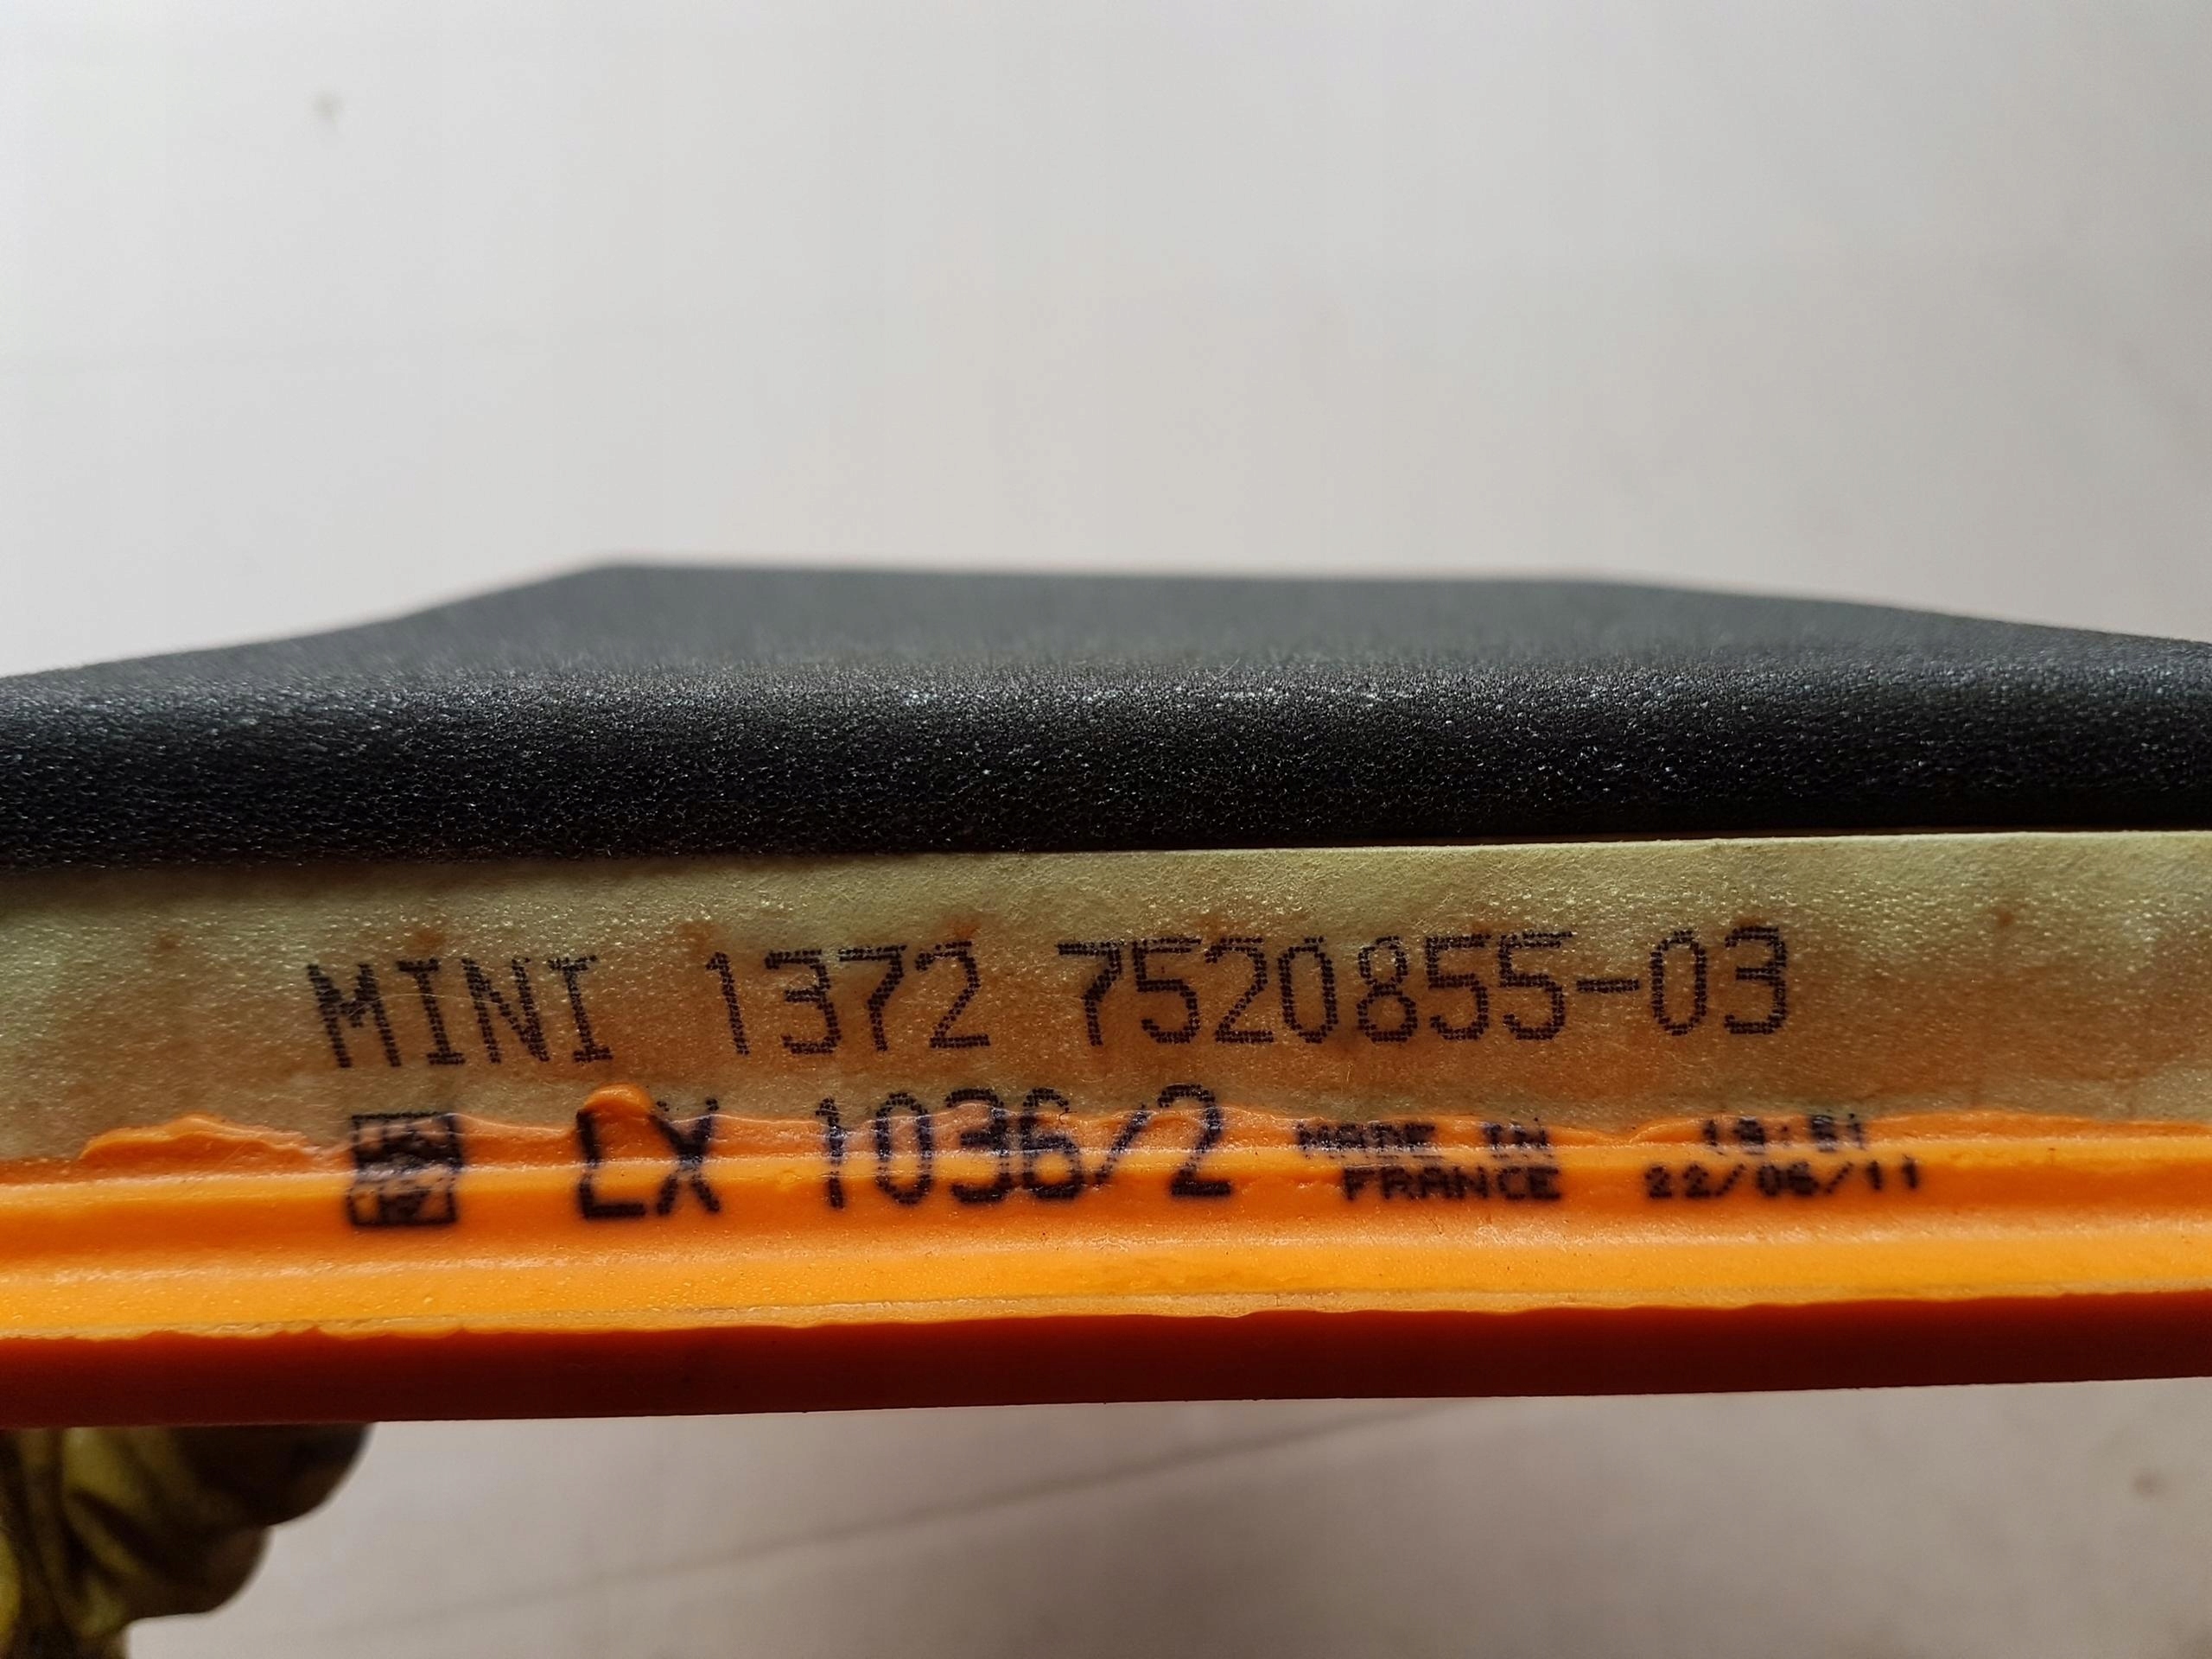 MINI 1372 7520855-03
LX 1036/2 MADE IN
FRANCE
22/06/11